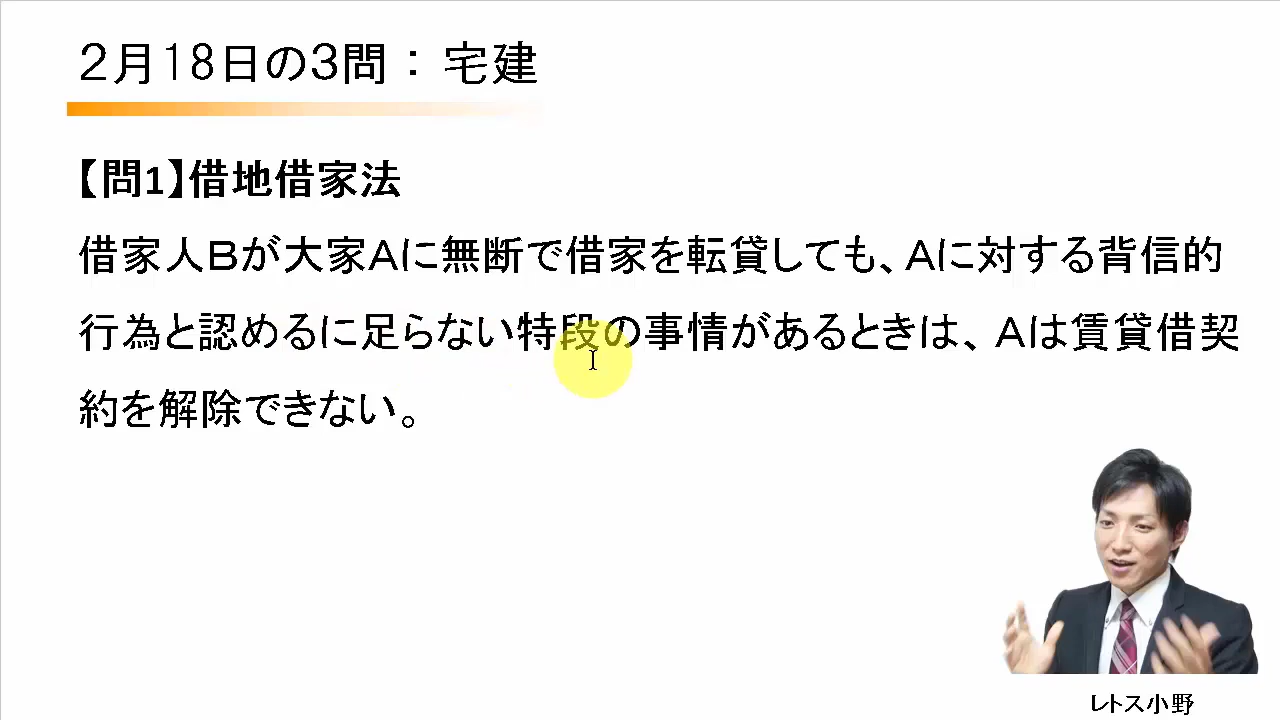 ２月18日の３問：宅建
【問1】借地借家法
借家人Ｂが大家Ａに無断で借家を転貸しても、Ａに対する背信的
行為と認めるに足らない特段の事情があるときは、Ａは賃貸借契
約を解除できない。
レトス小野